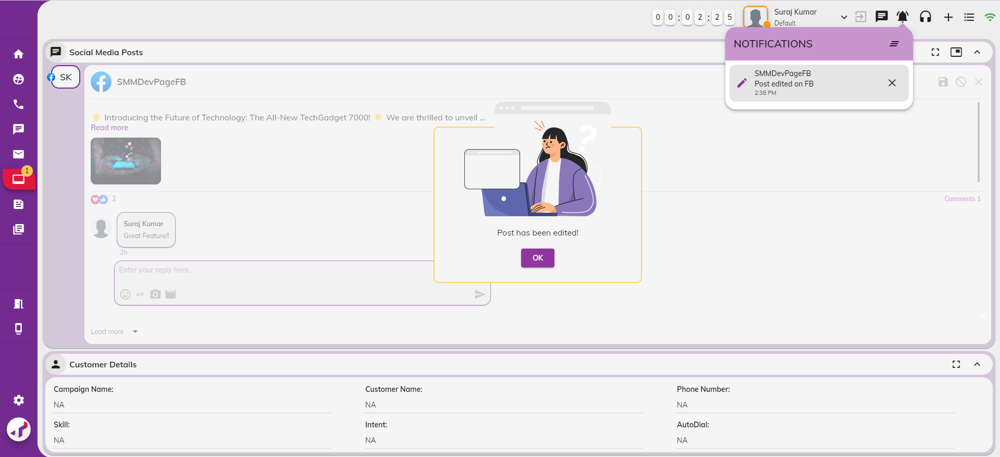 00:02:25
Suraj Kumar
Default
NOTIFICATIONS
SMMDevPageFB
Post edited on FB
2:38 PM
Social Media Posts
SK
SMMDevPageFB
🌟 Introducing the Future of Technology: The All-New TechGadget 7000! 🌟 We are thrilled to unveil ...
Read more
1
2
Comments 1
Suraj Kumar
Great Feature!!
2h
Enter your reply here...
GIF
Load more
Post has been edited!
OK
Customer Details
Campaign Name:
NA
Customer Name:
NA
Phone Number:
NA
Skill:
NA
Intent:
NA
AutoDial:
NA